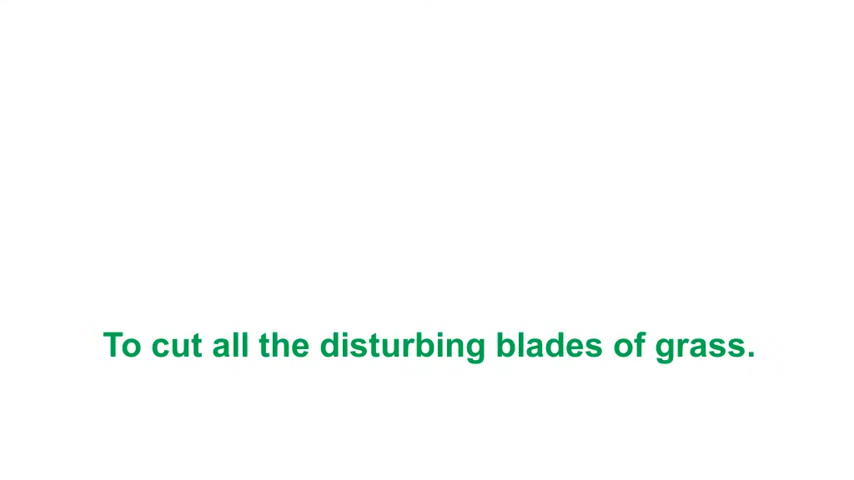 To cut all the disturbing blades of grass.